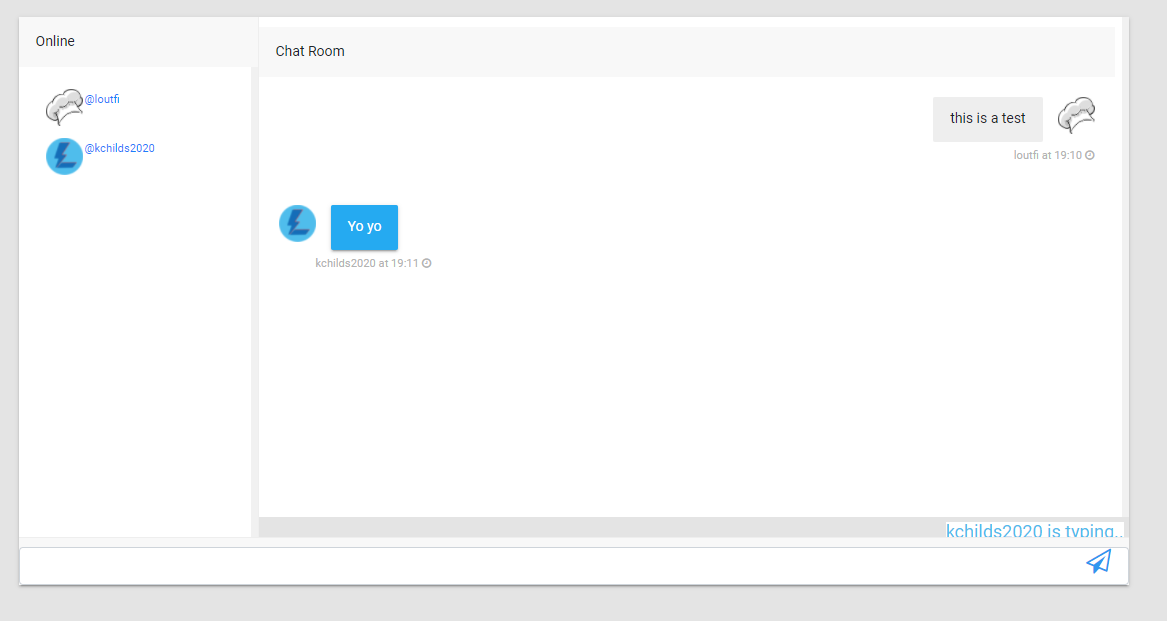 Online
Chat Room
@loutfi
@kchilds2020
this is a test
loutfi at 19:10
Yo yo
kchilds2020 at 19:11
kchilds2020 is typing..